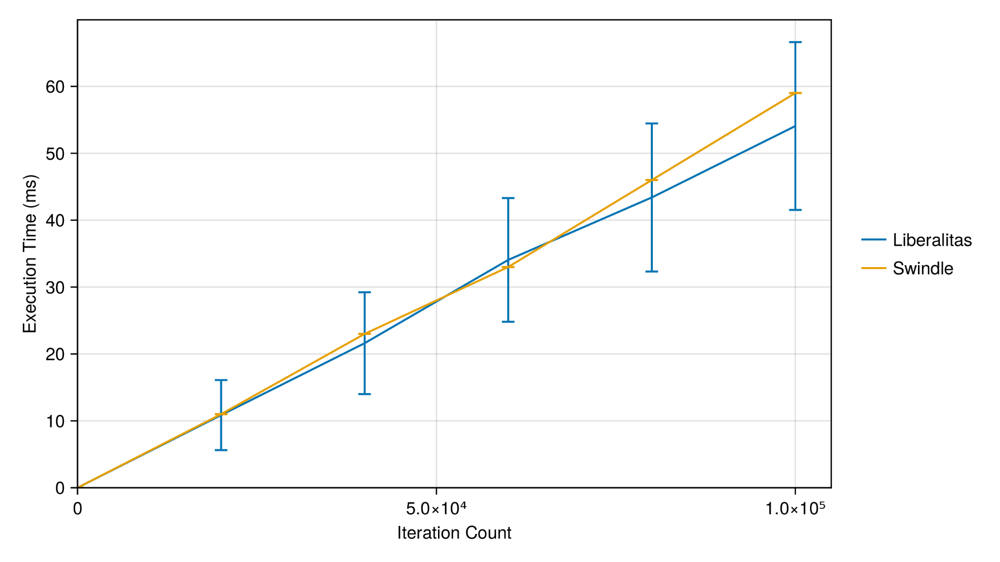 60
50
40
30
20
10
0
Execution Time (ms)
0
5.0×10⁴
1.0×10⁵
Iteration Count
Liberalitas
Swindle